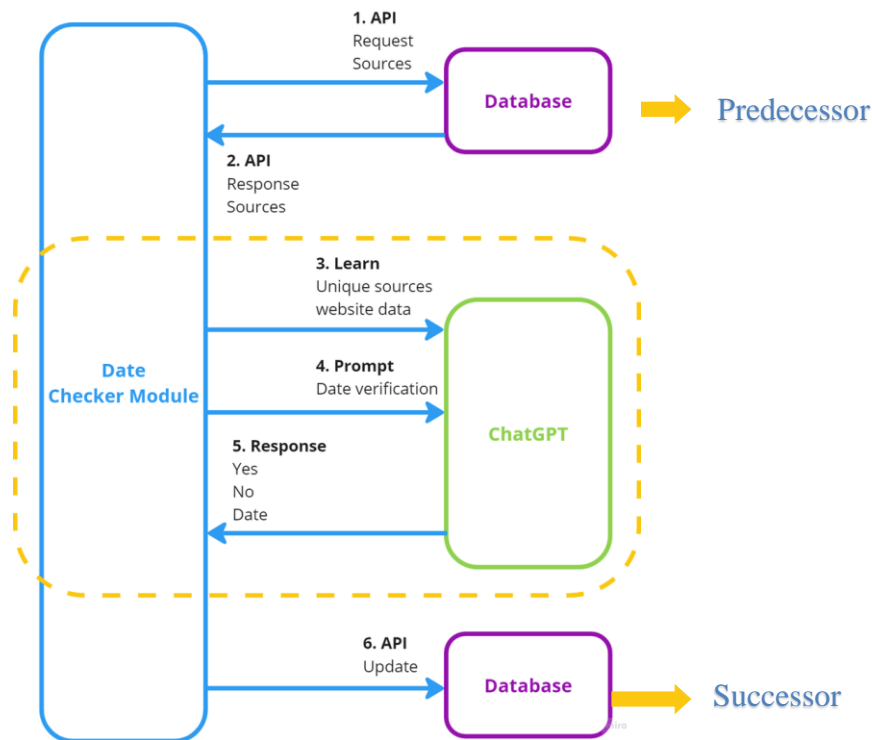 1. API
Request
Sources
Database
Predecessor
2. API
Response
Sources
3. Learn
Unique sources
website data
Date
Checker Module
4. Prompt
Date verification
ChatGPT
5. Response
Yes
No
Date
6. API
Update
Database
Successor